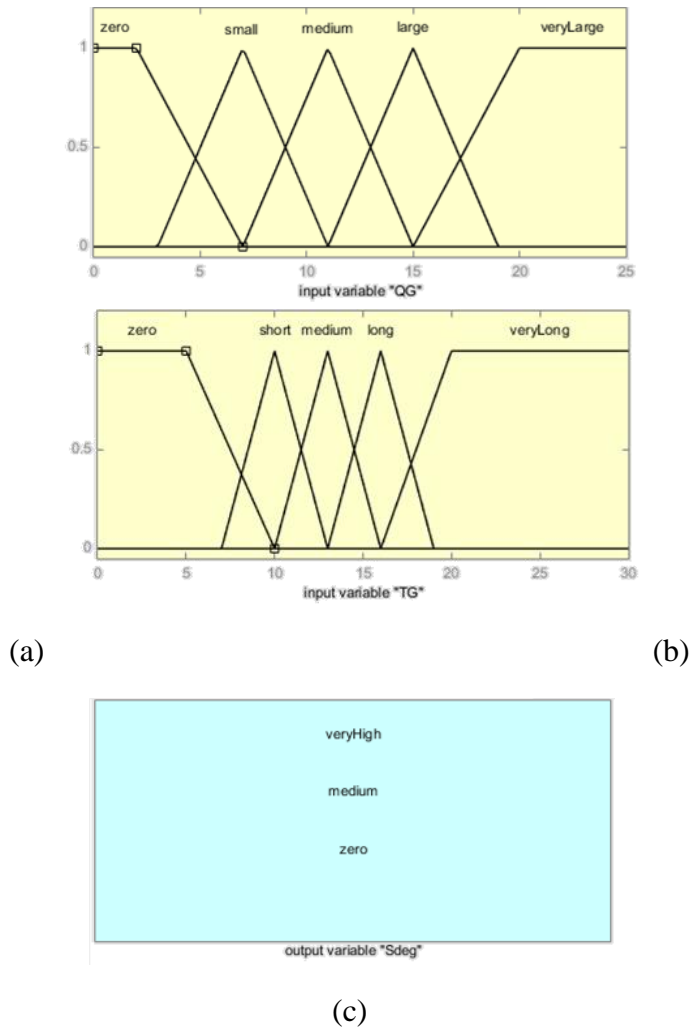 zero small medium large veryLarge
1
0.5
0
0 5 10 15 20 25
input variable "QG"
zero short medium long veryLong
1
0.5
0
0 5 10 15 20 25 30
input variable "TG"
(a) (b)
veryHigh
medium
zero
output variable "Sdeg"
(c)